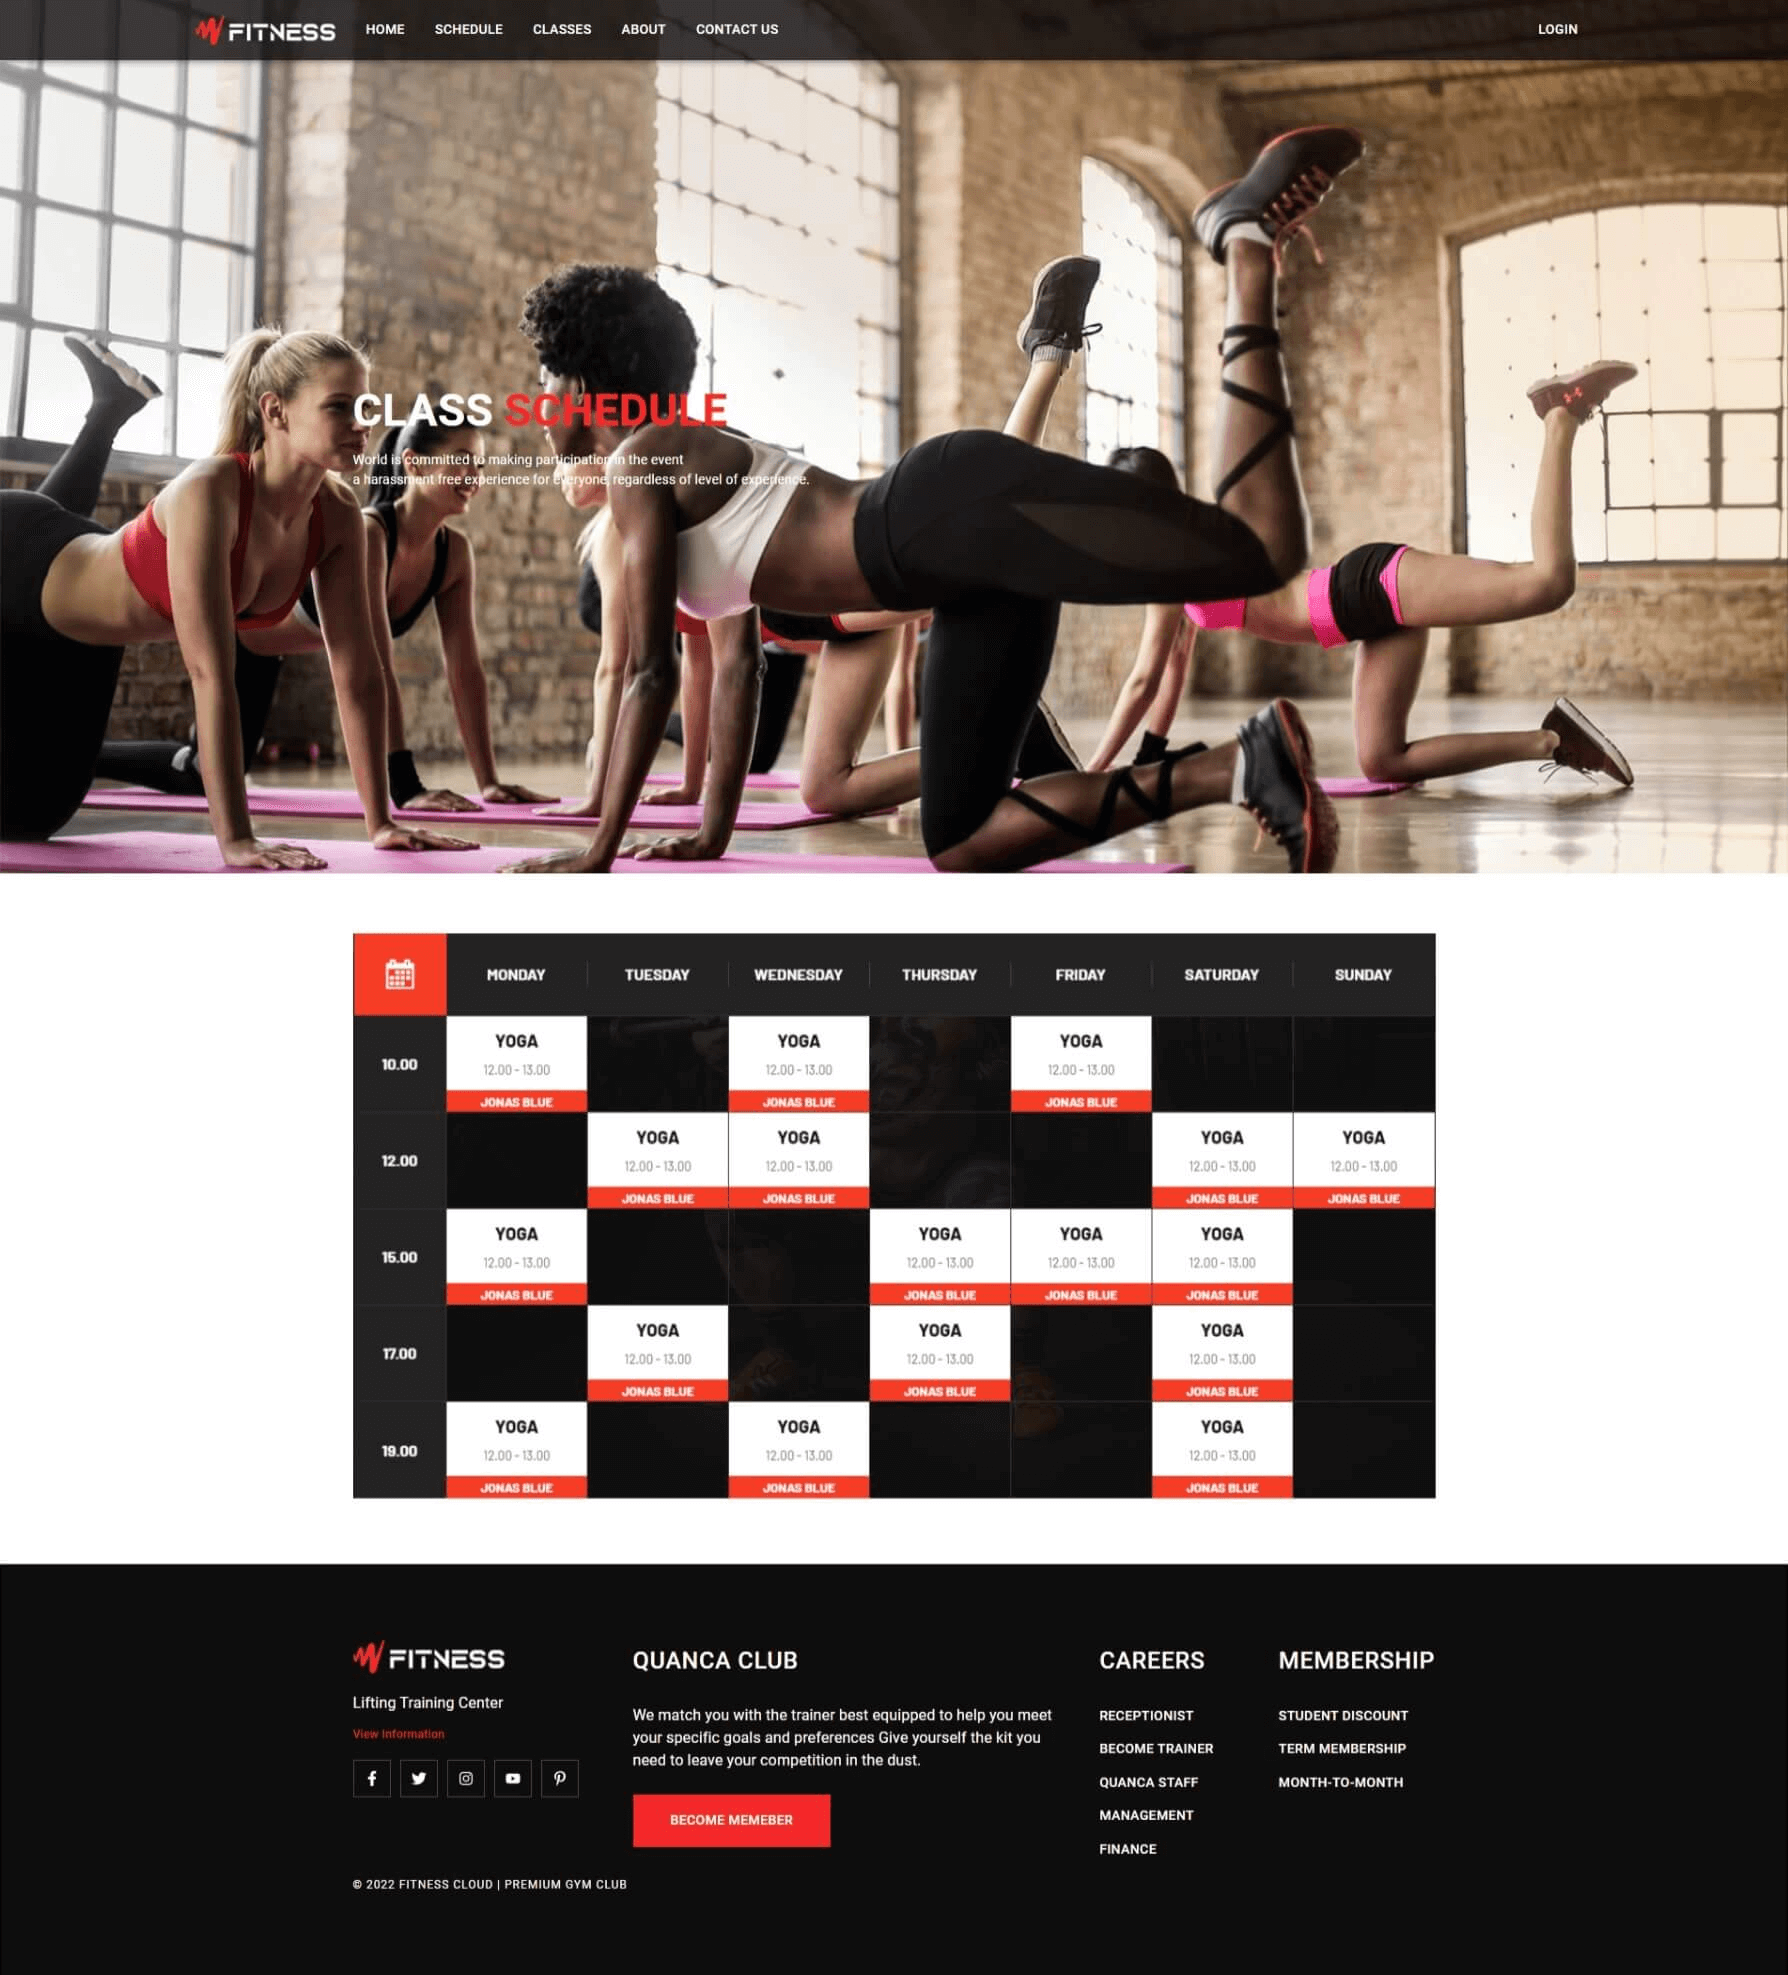 FITNESS HOME SCHEDULE CLASSES ABOUT CONTACT US LOGIN
CLASS SCHEDULE
World is committed to making participation in the event
a harassment free experience for everyone, regardless of level of experience.
MONDAY TUESDAY WEDNESDAY THURSDAY FRIDAY SATURDAY SUNDAY
10.00
YOGA YOGA YOGA
12.00 - 13.00 12.00 - 13.00 12.00 - 13.00
JONAS BLUE JONAS BLUE JONAS BLUE
12.00
YOGA YOGA YOGA YOGA
12.00 - 13.00 12.00 - 13.00 12.00 - 13.00 12.00 - 13.00
JONAS BLUE JONAS BLUE JONAS BLUE JONAS BLUE
15.00
YOGA YOGA YOGA YOGA
12.00 - 13.00 12.00 - 13.00 12.00 - 13.00 12.00 - 13.00
JONAS BLUE JONAS BLUE JONAS BLUE JONAS BLUE
17.00
YOGA YOGA YOGA
12.00 - 13.00 12.00 - 13.00 12.00 - 13.00
JONAS BLUE JONAS BLUE JONAS BLUE
19.00
YOGA YOGA YOGA
12.00 - 13.00 12.00 - 13.00 12.00 - 13.00
JONAS BLUE JONAS BLUE JONAS BLUE
FITNESS
Lifting Training Center
View Information
QUANCA CLUB
We match you with the trainer best equipped to help you meet
your specific goals and preferences Give yourself the kit you
need to leave your competition in the dust.
BECOME MEMEBER
CAREERS
RECEPTIONIST
BECOME TRAINER
QUANCA STAFF
MANAGEMENT
FINANCE
MEMBERSHIP
STUDENT DISCOUNT
TERM MEMBERSHIP
MONTH-TO-MONTH
© 2022 FITNESS CLOUD | PREMIUM GYM CLUB